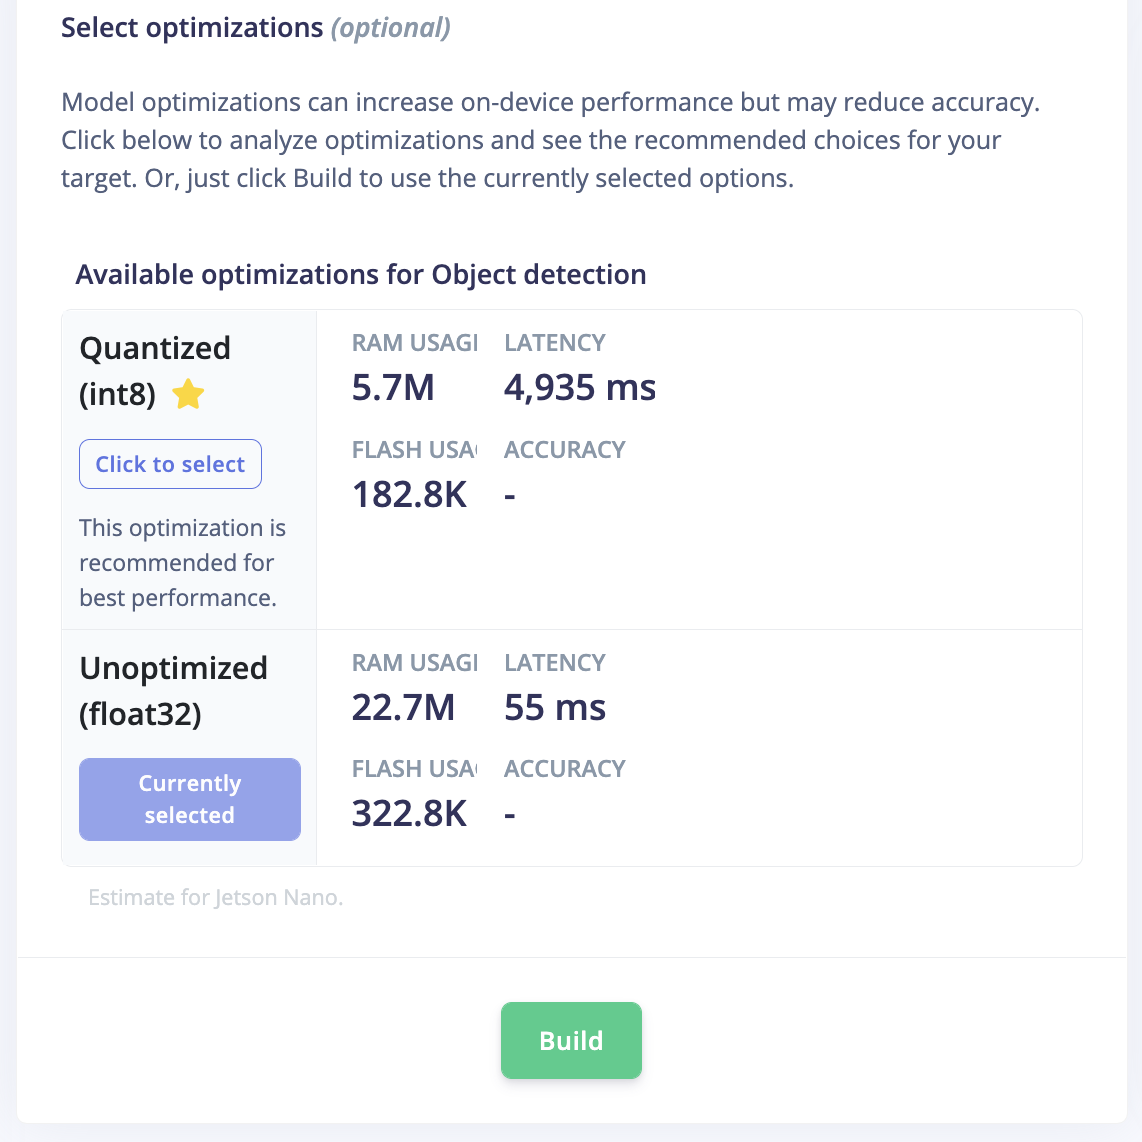 Select optimizations (optional)
Model optimizations can increase on-device performance but may reduce accuracy.
Click below to analyze optimizations and see the recommended choices for your
target. Or, just click Build to use the currently selected options.
Available optimizations for Object detection
Quantized
(int8)
Click to select
This optimization is
recommended for
best performance.
RAM USAG LATENCY
5.7M 4,935 ms
FLASH USA ACCURACY
182.8K -
Unoptimized
(float32)
Currently
selected
RAM USAG LATENCY
22.7M 55 ms
FLASH USA ACCURACY
322.8K -
Estimate for Jetson Nano.
Build